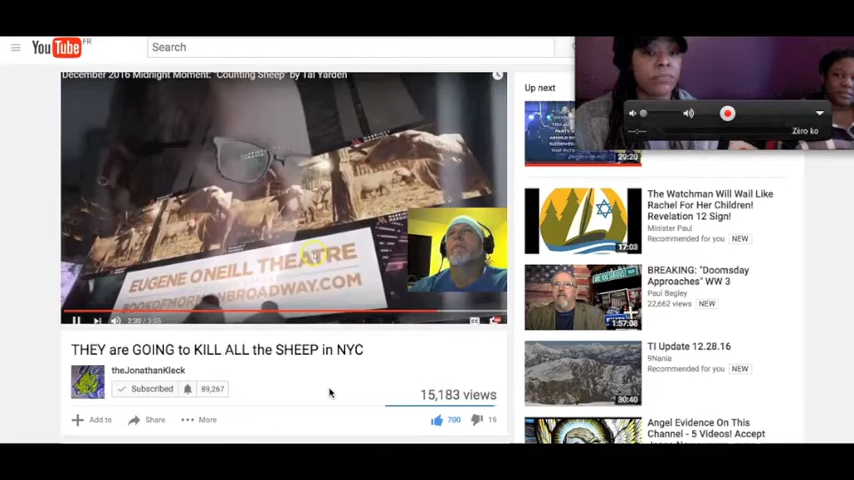 YouTube FR
Search
December 2016 Midnight Moment: "Counting Sheep" by Tal Yarden
EUGENE O'NEILL THEATRE
BOOKOFMORMONBROADWAY.COM
2:30 / 3:05
THEY are GOING to KILL ALL the SHEEP in NYC
theJonathanKleck
Subscribed 89,267
15,183 views
Add to Share More 700 19
Up next
29:20
The Watchman Will Wail Like
Rachel For Her Children!
Revelation 12 Sign!
Minister Paul
Recommended for you NEW
17:03
BREAKING: "Doomsday
Approaches" WW 3
Paul Begley
22,662 views NEW
1:57:08
TI Update 12.28.16
9Nania
Recommended for you NEW
30:40
Angel Evidence On This
Channel - 5 Videos! Accept
Zéro ko